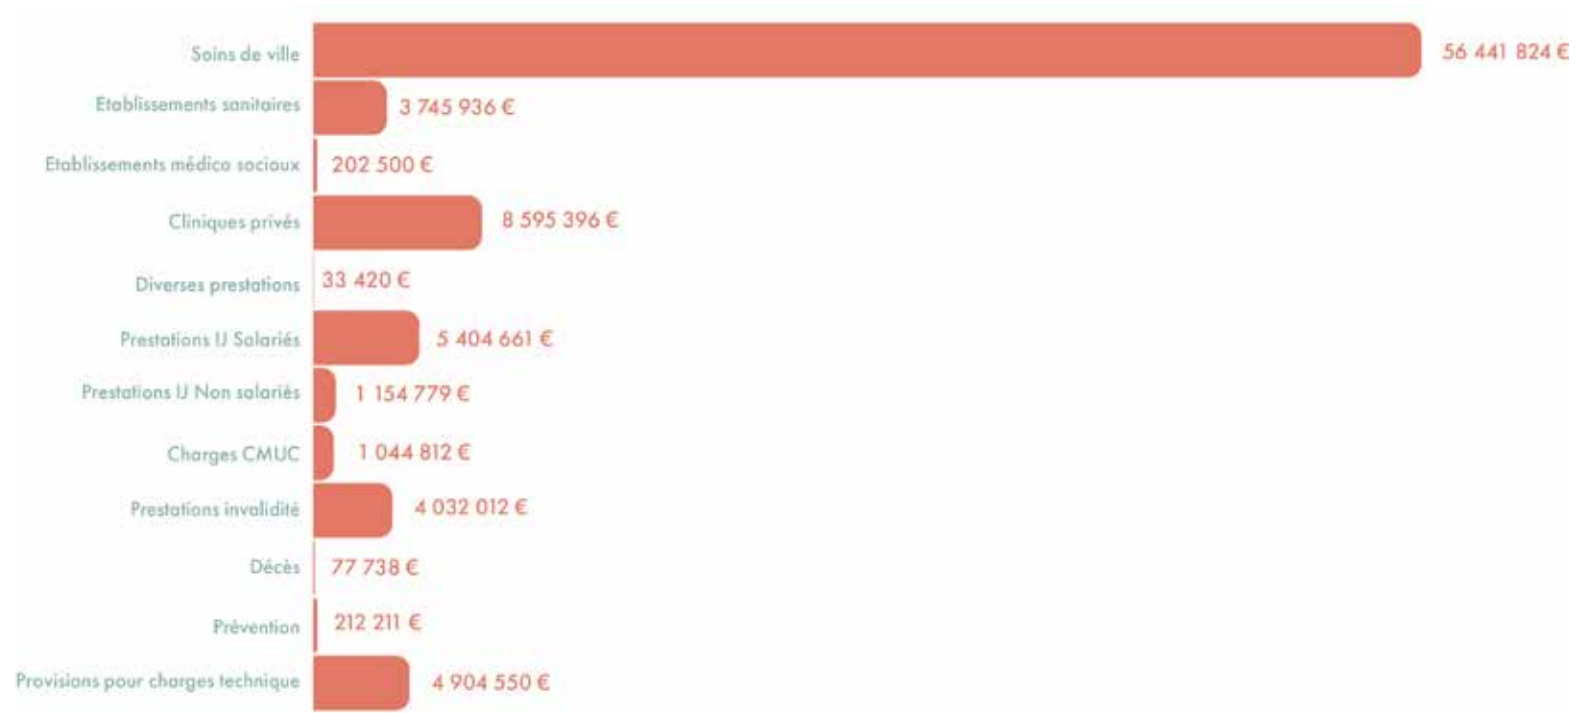 Soins de ville 56 441 824 €
Etablissements sanitaires 3 745 936 €
Etablissements médico sociaux 202 500 €
Cliniques privés 8 595 396 €
Diverses prestations 33 420 €
Prestations IJ Salariés 5 404 661 €
Prestations IJ Non salariés 1 154 779 €
Charges CMUC 1 044 812 €
Prestations invalidité 4 032 012 €
Décès 77 738 €
Prévention 212 211 €
Provisions pour charges technique 4 904 550 €